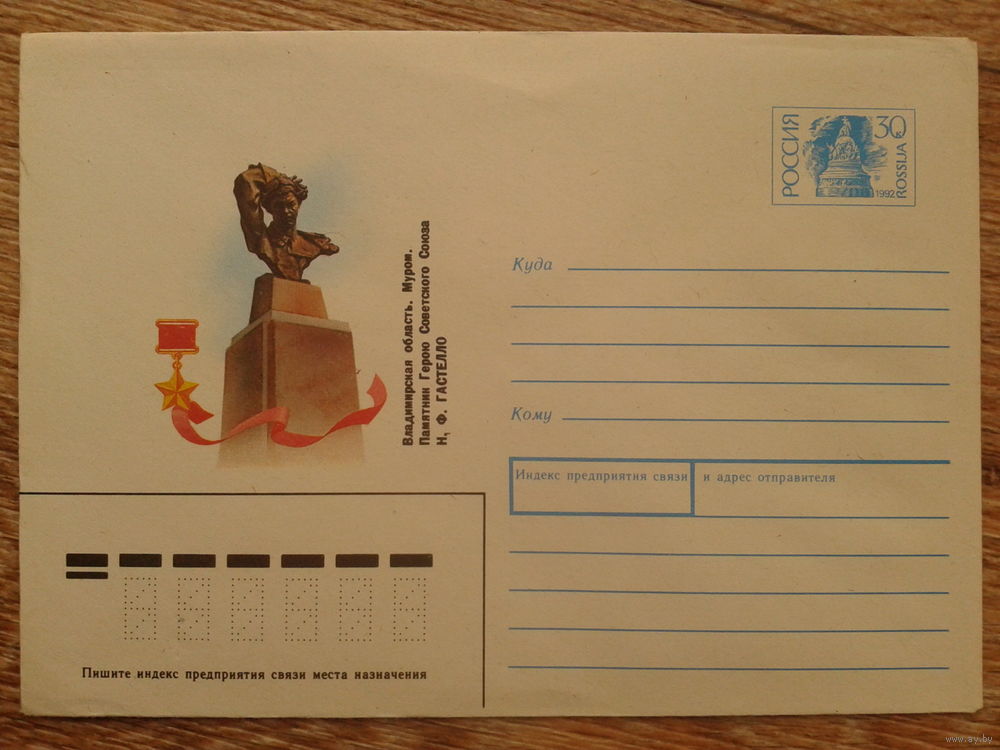 РОССИЯ
30
к
1992
ROSSIJA
Владимирская область. Муром.
Памятник Герою Советского Союза
Н. Ф. ГАСТЕЛЛО
Куда
Кому
Индекс предприятия связи и адрес отправителя
Пишите индекс предприятия связи места назначения
www.ay.by